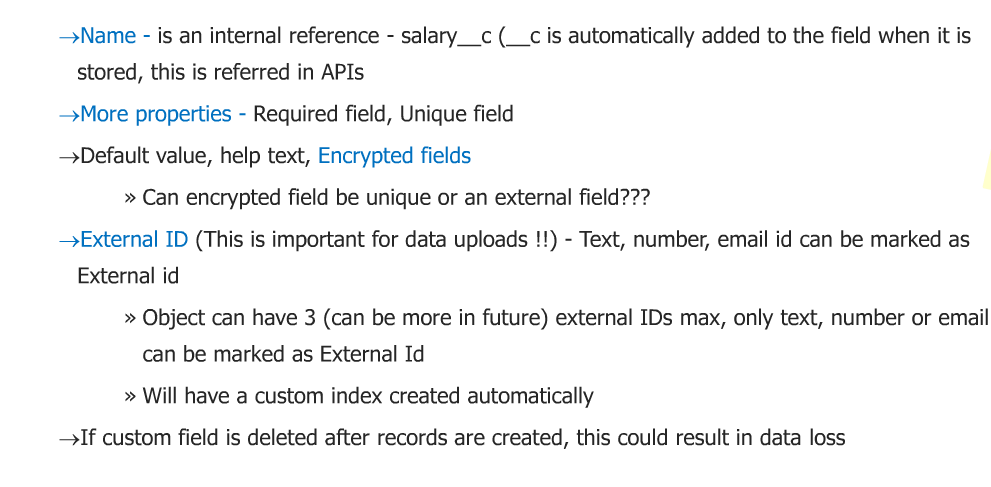 →Name - is an internal reference - salary__c (__c is automatically added to the field when it is
stored, this is referred in APIs
→More properties - Required field, Unique field
→Default value, help text, Encrypted fields
» Can encrypted field be unique or an external field???
→External ID (This is important for data uploads !!) - Text, number, email id can be marked as
External id
» Object can have 3 (can be more in future) external IDs max, only text, number or email
can be marked as External Id
» Will have a custom index created automatically
→If custom field is deleted after records are created, this could result in data loss